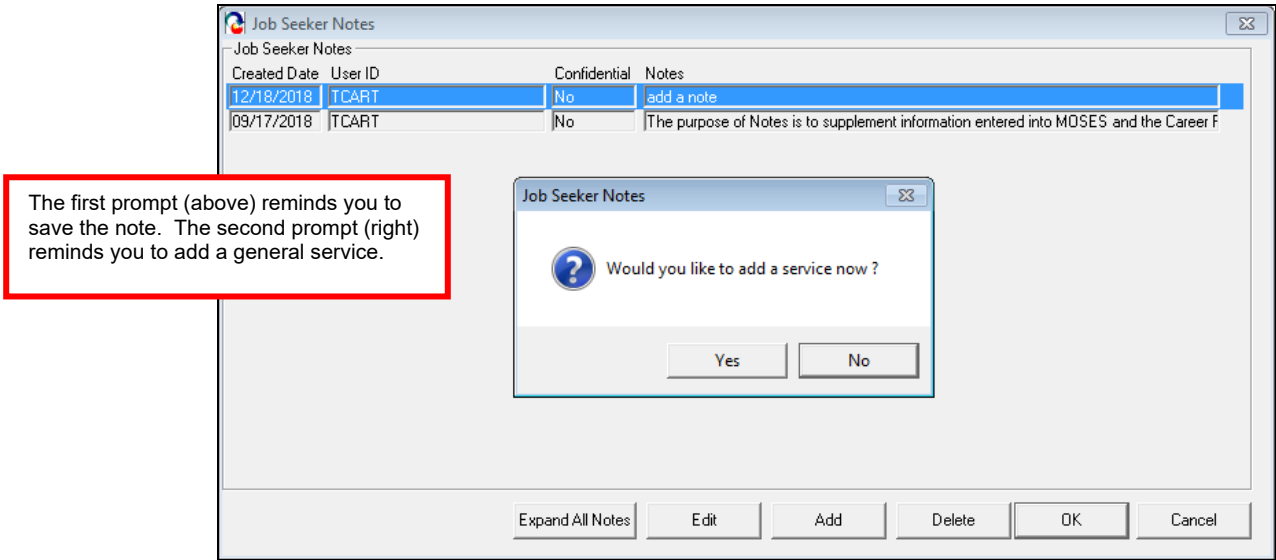 Job Seeker Notes
Job Seeker Notes
Created Date User ID Confidential Notes
12/18/2018 TCART No add a note
09/17/2018 TCART No The purpose of Notes is to supplement information entered into MOSES and the Career F
The first prompt (above) reminds you to
save the note. The second prompt (right)
reminds you to add a general service.
Job Seeker Notes
Would you like to add a service now ?
Yes No
Expand All Notes Edit Add Delete OK Cancel